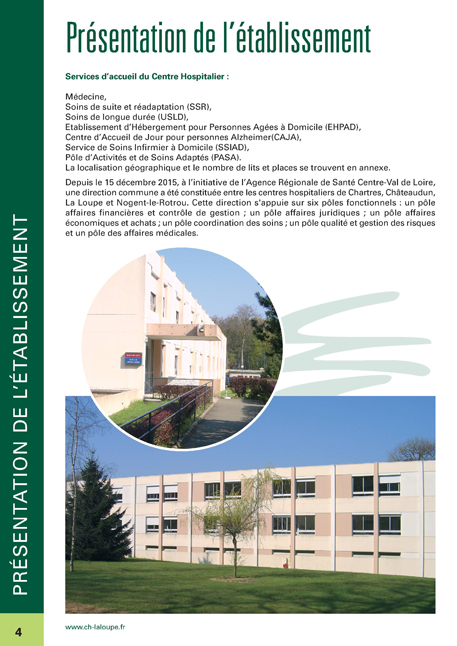 Présentation de l'établissement
Services d'accueil du Centre Hospitalier :
Médecine,
Soins de suite et réadaptation (SSR),
Soins de longue durée (USLD),
Etablissement d'Hébergement pour Personnes Agées à Domicile (EHPAD),
Centre d'Accueil de Jour pour personnes Alzheimer(CAJA),
Service de Soins Infirmier à Domicile (SSIAD),
Pôle d'Activités et de Soins Adaptés (PASA).
La localisation géographique et le nombre de lits et places se trouvent en annexe.
Depuis le 15 décembre 2015, à l'initiative de l'Agence Régionale de Santé Centre-Val de Loire,
une direction commune a été constituée entre les centres hospitaliers de Chartres, Châteaudun,
La Loupe et Nogent-le-Rotrou. Cette direction s'appuie sur six pôles fonctionnels : un pôle
affaires financières et contrôle de gestion ; un pôle affaires juridiques ; un pôle affaires
économiques et achats ; un pôle coordination des soins ; un pôle qualité et gestion des risques
et un pôle des affaires médicales.
PRÉSENTATION DE L'ÉTABLISSEMENT
4
www.ch-laloupe.fr